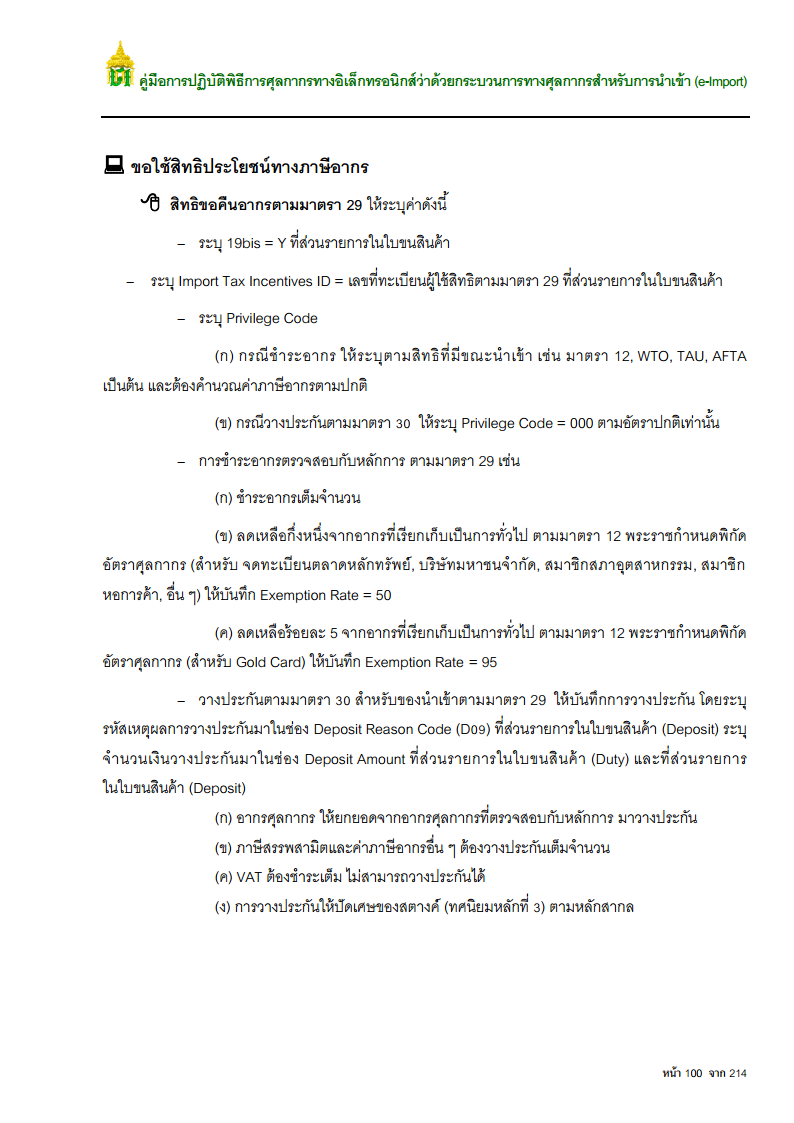 คู่มือการปฏิบัติพิธีการศุลกากรทางอิเล็กทรอนิกส์ว่าด้วยกระบวนการทางศุลกากรสำหรับการนำเข้า (e-Import)
ขอใช้สิทธิประโยชน์ทางภาษีอากร
สิทธิขอคืนอากรตามมาตรา 29 ให้ระบุค่าดังนี้
– ระบุ 19bis = Y ที่ส่วนรายการในใบขนสินค้า
– ระบุ Import Tax Incentives ID = เลขที่ทะเบียนผู้ใช้สิทธิตามมาตรา 29 ที่ส่วนรายการในใบขนสินค้า
– ระบุ Privilege Code
(ก) กรณีชำระอากร ให้ระบุตามสิทธิที่มีขณะนำเข้า เช่น มาตรา 12, WTO, TAU, AFTA
เป็นต้น และต้องคำนวณค่าภาษีอากรตามปกติ
(ข) กรณีวางประกันตามมาตรา 30 ให้ระบุ Privilege Code = 000 ตามอัตราปกติเท่านั้น
– การชำระอากรตรวจสอบกับหลักการ ตามมาตรา 29 เช่น
(ก) ชำระอากรเต็มจำนวน
(ข) ลดเหลือกึ่งหนึ่งจากอากรที่เรียกเก็บเป็นการทั่วไป ตามมาตรา 12 พระราชกำหนดพิกัด
อัตราศุลกากร (สำหรับ จดทะเบียนตลาดหลักทรัพย์, บริษัทมหาชนจำกัด, สมาชิกสภาอุตสาหกรรม, สมาชิก
หอการค้า, อื่น ๆ) ให้บันทึก Exemption Rate = 50
(ค) ลดเหลือร้อยละ 5 จากอากรที่เรียกเก็บเป็นการทั่วไป ตามมาตรา 12 พระราชกำหนดพิกัด
อัตราศุลกากร (สำหรับ Gold Card) ให้บันทึก Exemption Rate = 95
– วางประกันตามมาตรา 30 สำหรับของนำเข้าตามมาตรา 29 ให้บันทึกการวางประกัน โดยระบุ
รหัสเหตุผลการวางประกันมาในช่อง Deposit Reason Code (D09) ที่ส่วนรายการในใบขนสินค้า (Deposit) ระบุ
จำนวนเงินวางประกันมาในช่อง Deposit Amount ที่ส่วนรายการในใบขนสินค้า (Duty) และที่ส่วนรายการ
ในใบขนสินค้า (Deposit)
(ก) อากรศุลกากร ให้ยกยอดจากอากรศุลกากรที่ตรวจสอบกับหลักการ มาวางประกัน
(ข) ภาษีสรรพสามิตและค่าภาษีอากรอื่น ๆ ต้องวางประกันเต็มจำนวน
(ค) VAT ต้องชำระเต็ม ไม่สามารถวางประกันได้
(ง) การวางประกันให้ปัดเศษของสตางค์ (ทศนิยมหลักที่ 3) ตามหลักสากล
หน้า 100 จาก 214